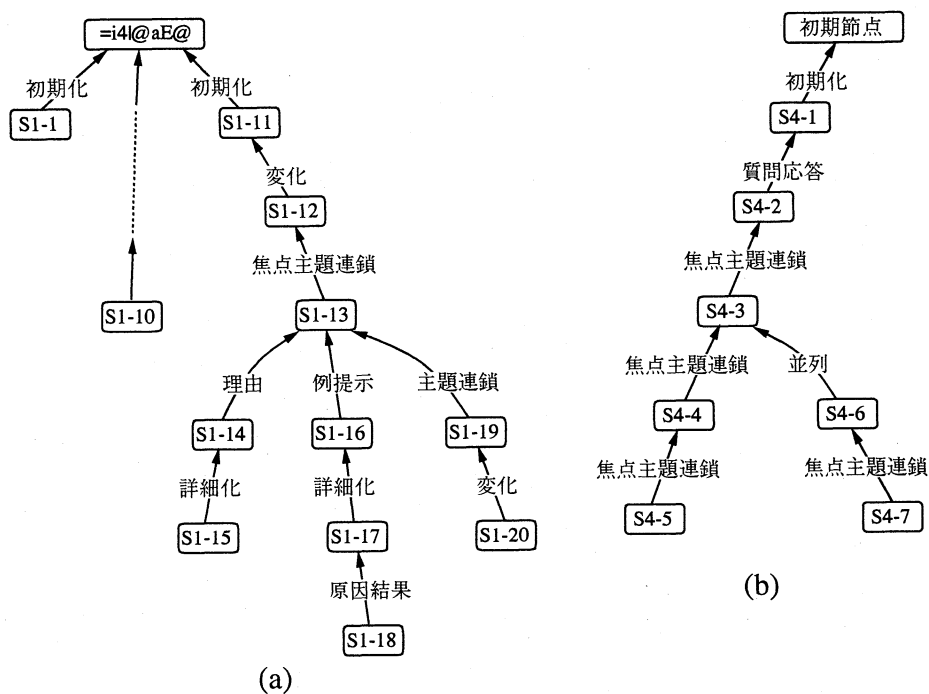 =i4l@aE@
初期化
初期化
S1-1
S1-11
変化
S1-12
焦点主題連鎖
S1-10
S1-13
理由
例提示
主題連鎖
S1-14
S1-16
S1-19
詳細化
詳細化
変化
S1-15
S1-17
S1-20
原因結果
S1-18
(a)
初期節点
初期化
S4-1
質問応答
S4-2
焦点主題連鎖
S4-3
焦点主題連鎖
並列
S4-4
S4-6
焦点主題連鎖
焦点主題連鎖
S4-5
S4-7
(b)